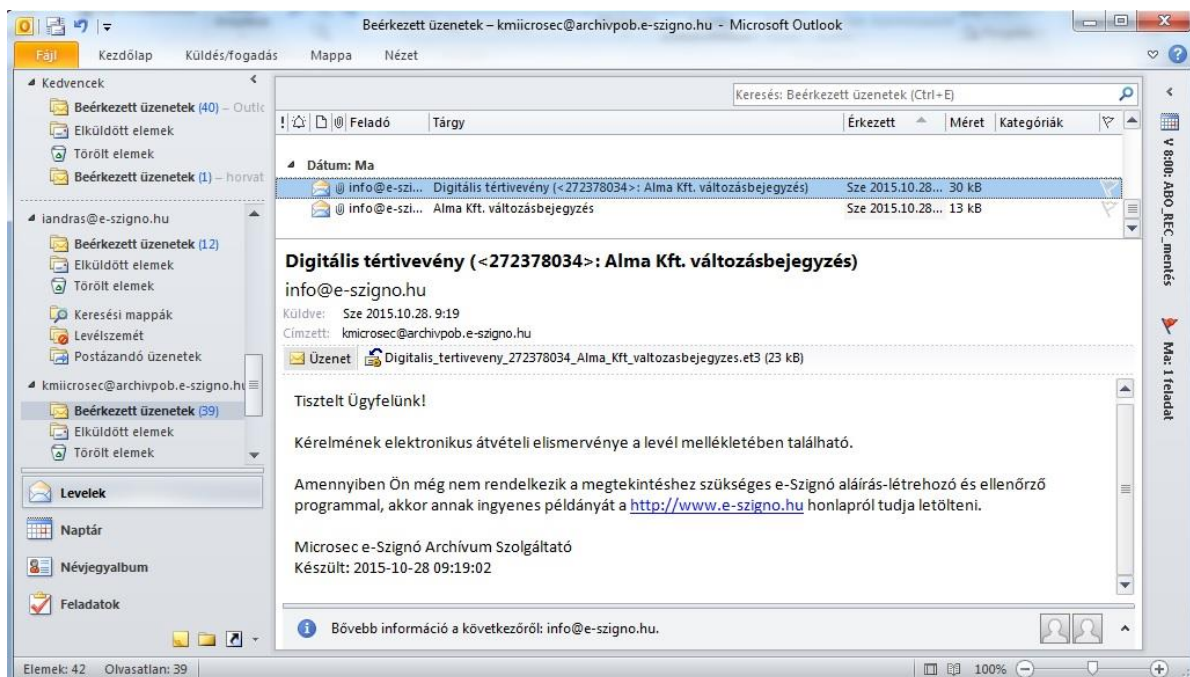 Beérkezett üzenetek – kmiicrosec@archivpob.e-szigno.hu - Microsoft Outlook
Fájl Kezdőlap Küldés/fogadás Mappa Nézet
Kedvencek
Beérkezett üzenetek (40) – Outlc
Elküldött elemek
Törölt elemek
Beérkezett üzenetek (1) – horvat
iandras@e-szigno.hu
Beérkezett üzenetek (12)
Elküldött elemek
Törölt elemek
Keresési mappák
Levélszemét
Postázandó üzenetek
kmiicrosec@archivpob.e-szigno.hu
Beérkezett üzenetek (39)
Elküldött elemek
Törölt elemek
Levelek
Naptár
Névjegyalbum
Feladatok
Keresés: Beérkezett üzenetek (Ctrl+E)
Feladó Tárgy Érkezett Méret Kategóriák
Dátum: Ma
info@e-szi... Digitális tértivevény (<272378034>: Alma Kft. változásbejegyzés) Sze 2015.10.28... 30 kB
info@e-szi... Alma Kft. változásbejegyzés Sze 2015.10.28... 13 kB
Digitális tértivevény (<272378034>: Alma Kft. változásbejegyzés)
info@e-szigno.hu
Küldve: Sze 2015.10.28. 9:19
Címzett: kmicrosec@archivpob.e-szigno.hu
Üzenet Digitalis_tertiveveny_272378034_Alma_Kft_valtozasbejegyzes.et3 (23 kB)
Tisztelt Ügyfelünk!
Kérelmének elektronikus átvételi elismervénye a levél mellékletében található.
Amennyiben Ön még nem rendelkezik a megtekintéshez szükséges e-Szignó aláírás-létrehozó és ellenőrző
programmal, akkor annak ingyenes példányát a http://www.e-szigno.hu honlapról tudja letölteni.
Microsec e-Szignó Archívum Szolgáltató
Készült: 2015-10-28 09:19:02
Bővebb információ a következőről: info@e-szigno.hu.
V 8:00: ABO_REC_mentés
Ma: 1 feladat
Elemek: 42 Olvasatlan: 39
100%